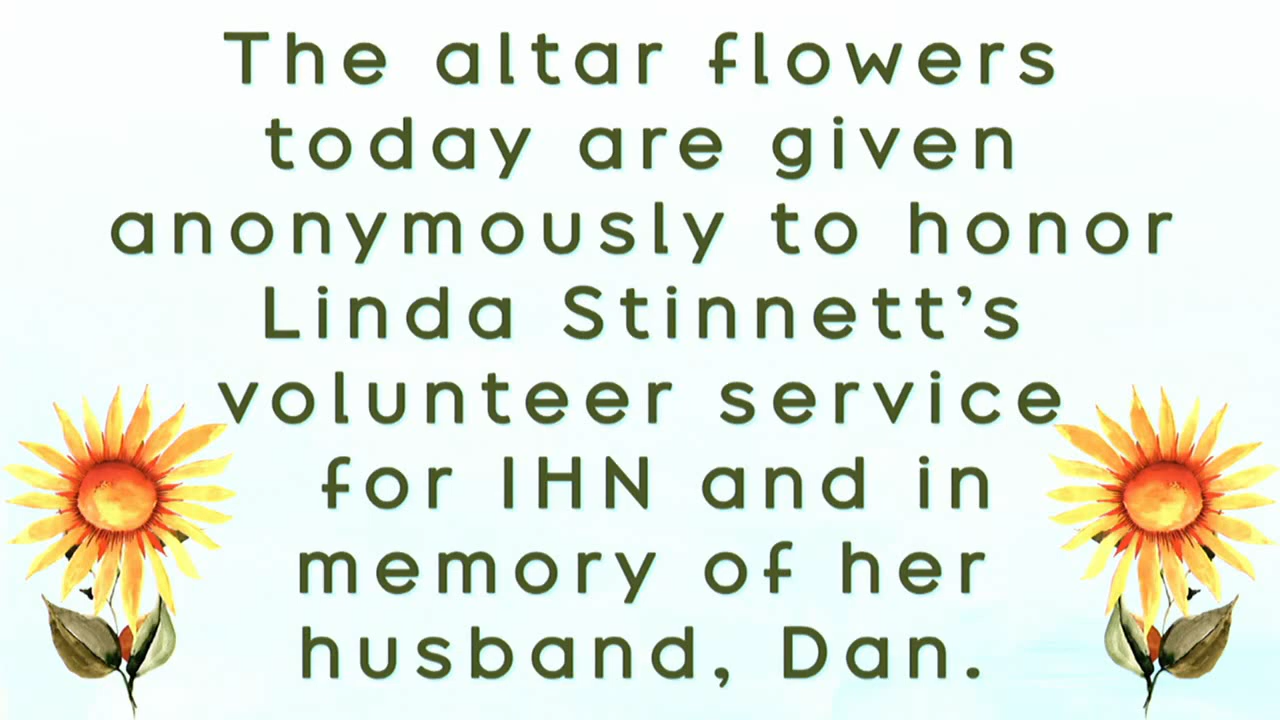 The altar flowers
today are given
anonymously to honor
Linda Stinnett’s
volunteer service
for IHN and in
memory of her
husband, Dan.